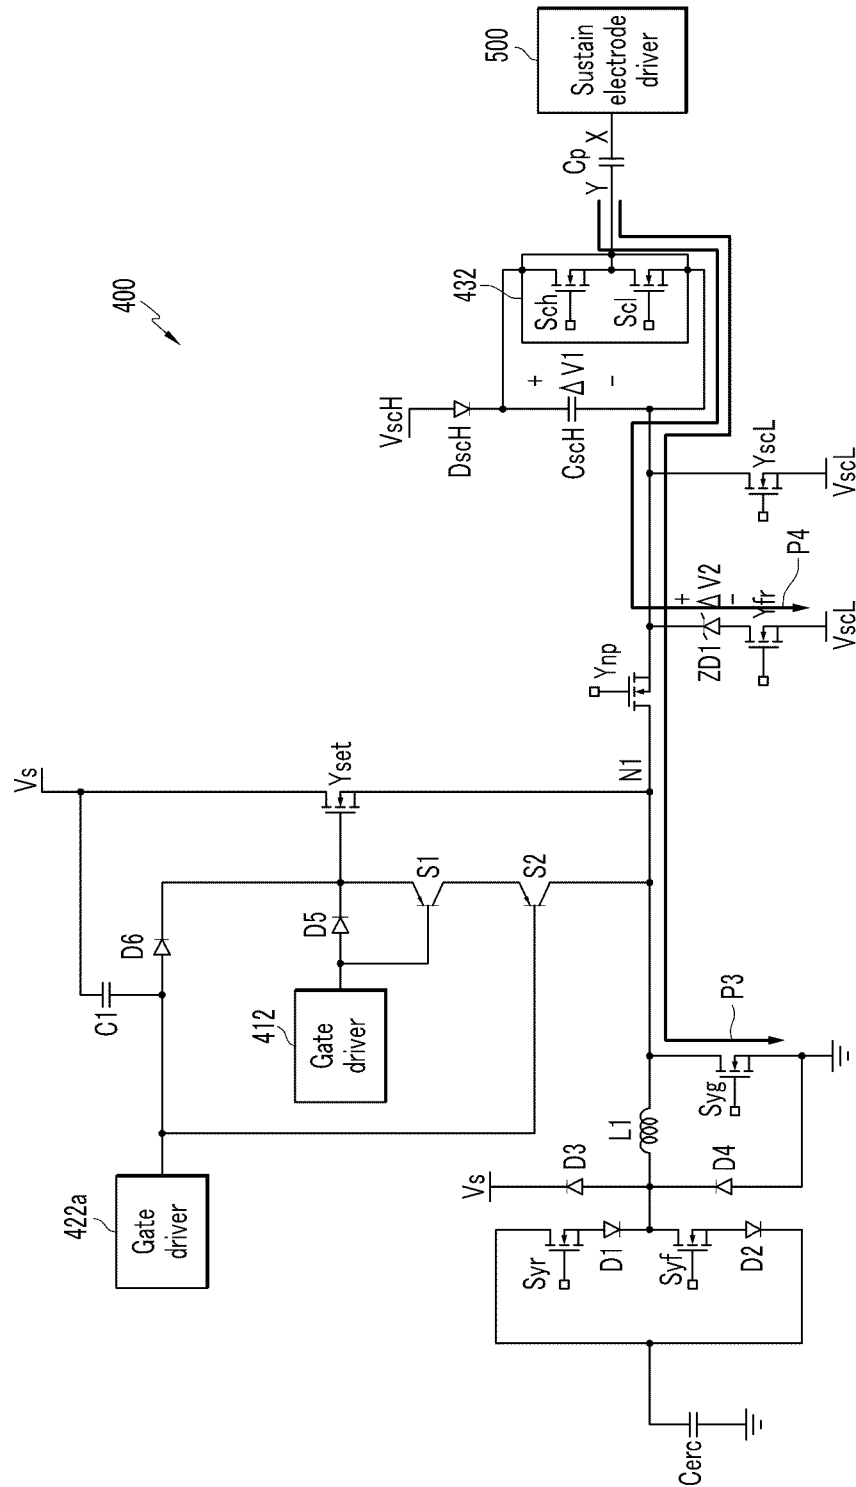 400
422a
Gate
driver
412
Gate
driver
C1
D6
D5
S1
S2
Vs
Yset
N1
Ynp
VscH
DscH
CscH
+
ΔV1
-
432
Sch
Scl
Y
Cp
X
500
Sustain
electrode
driver
Cerc
Syr
D1
Syf
D2
Vs
D3
D4
L1
Syg
P3
ZD1
+
ΔV2
-
Yfr
VscL
P4
YscL
VscL